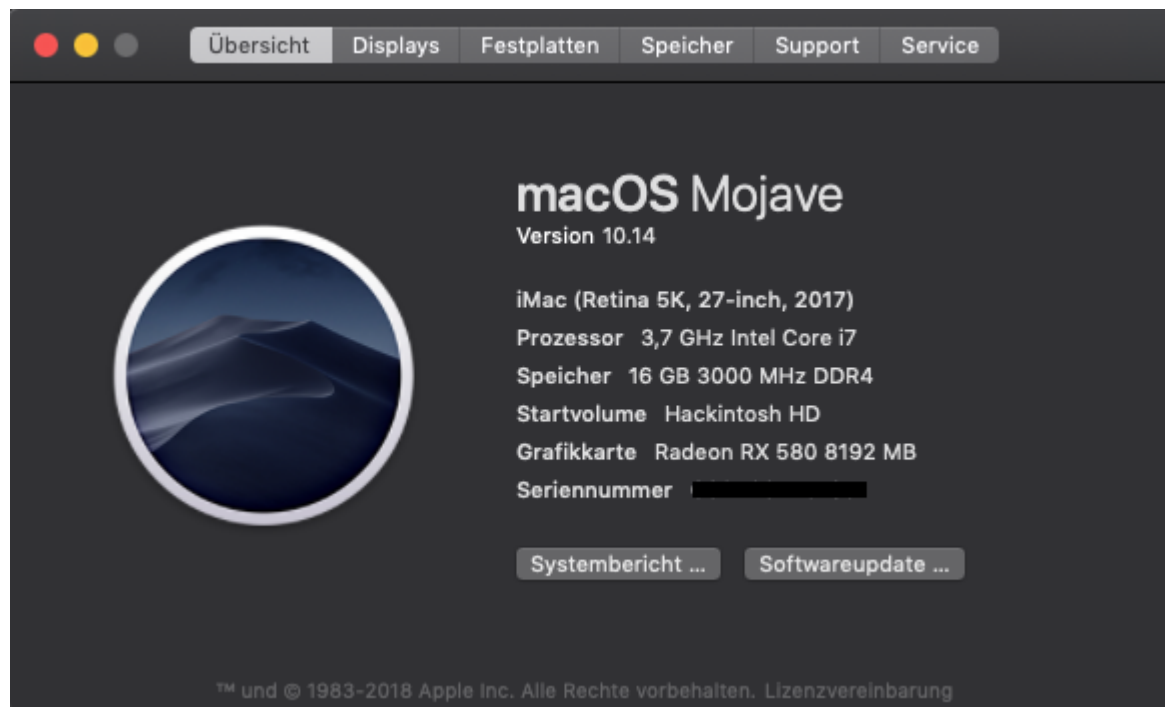 Übersicht Displays Festplatten Speicher Support Service
macOS Mojave
Version 10.14
iMac (Retina 5K, 27-inch, 2017)
Prozessor 3,7 GHz Intel Core i7
Speicher 16 GB 3000 MHz DDR4
Startvolume Hackintosh HD
Grafikkarte Radeon RX 580 8192 MB
Seriennummer
Systembericht ... Softwareupdate ...
™ und © 1983-2018 Apple Inc. Alle Rechte vorbehalten. Lizenzvereinbarung